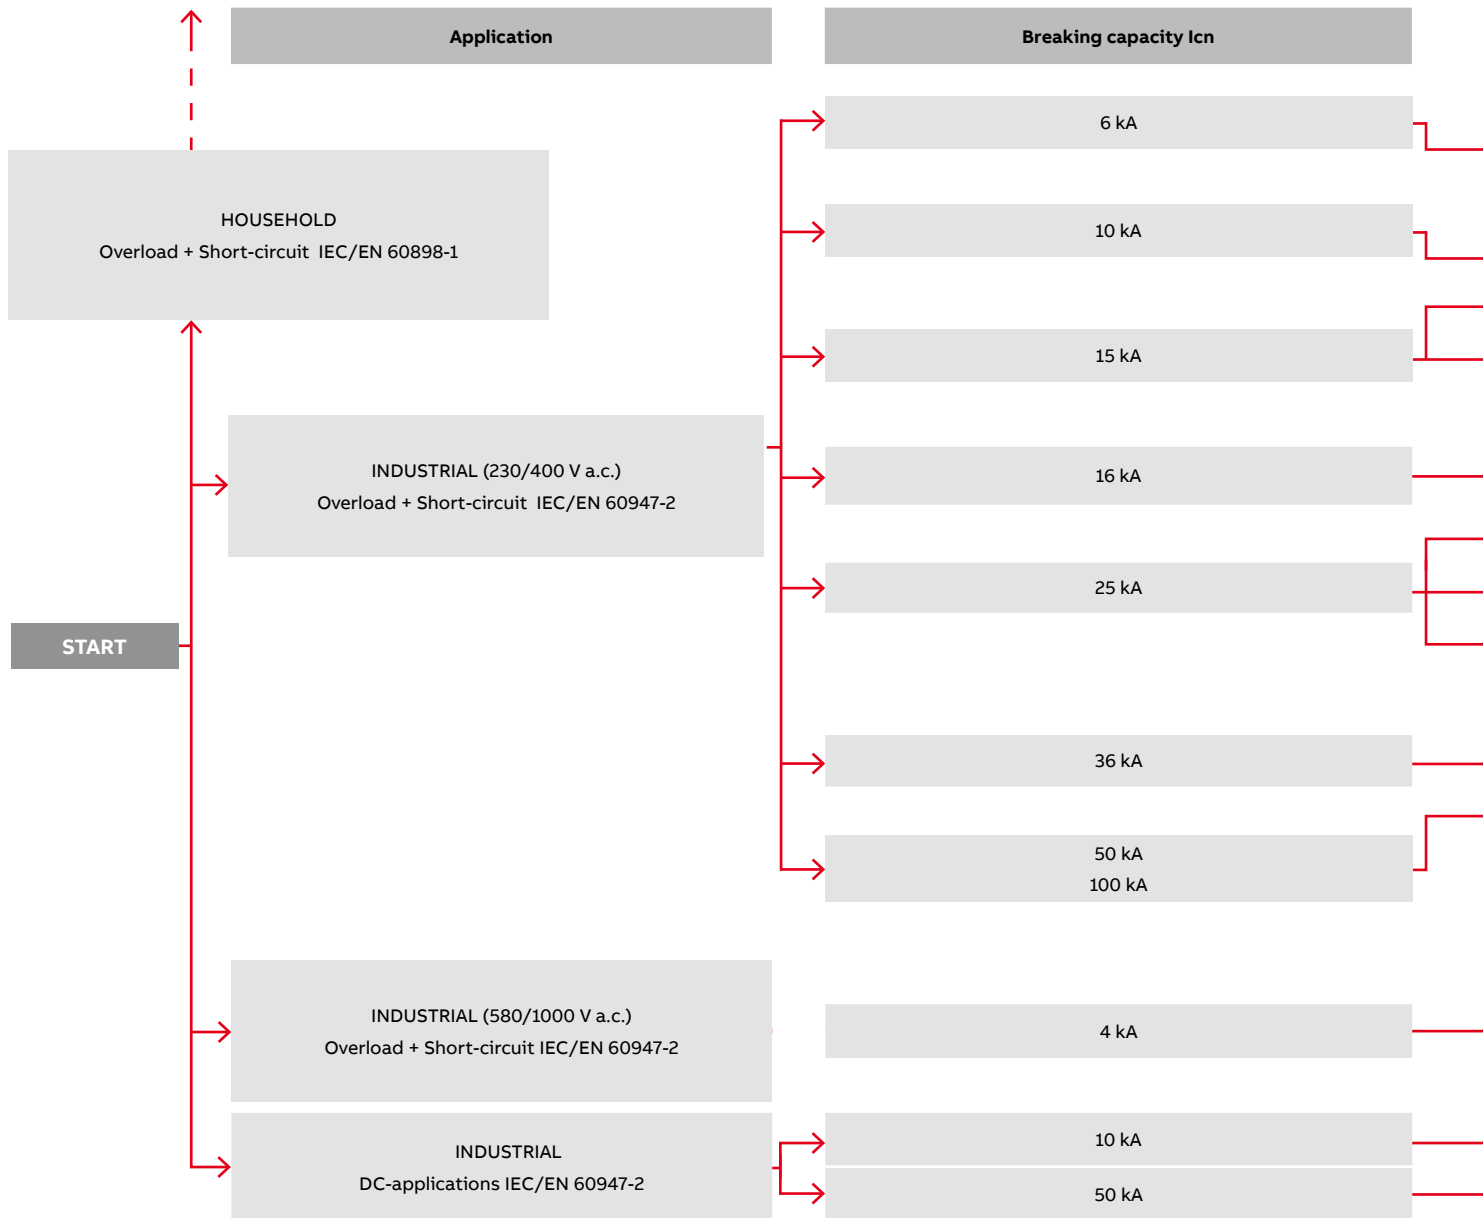 Application
Breaking capacity Icn
HOUSEHOLD
Overload + Short-circuit IEC/EN 60898-1
INDUSTRIAL (230/400 V a.c.)
Overload + Short-circuit IEC/EN 60947-2
6 kA
10 kA
15 kA
16 kA
25 kA
36 kA
50 kA
100 kA
START
INDUSTRIAL (580/1000 V a.c.)
Overload + Short-circuit IEC/EN 60947-2
4 kA
INDUSTRIAL
DC-applications IEC/EN 60947-2
10 kA
50 kA